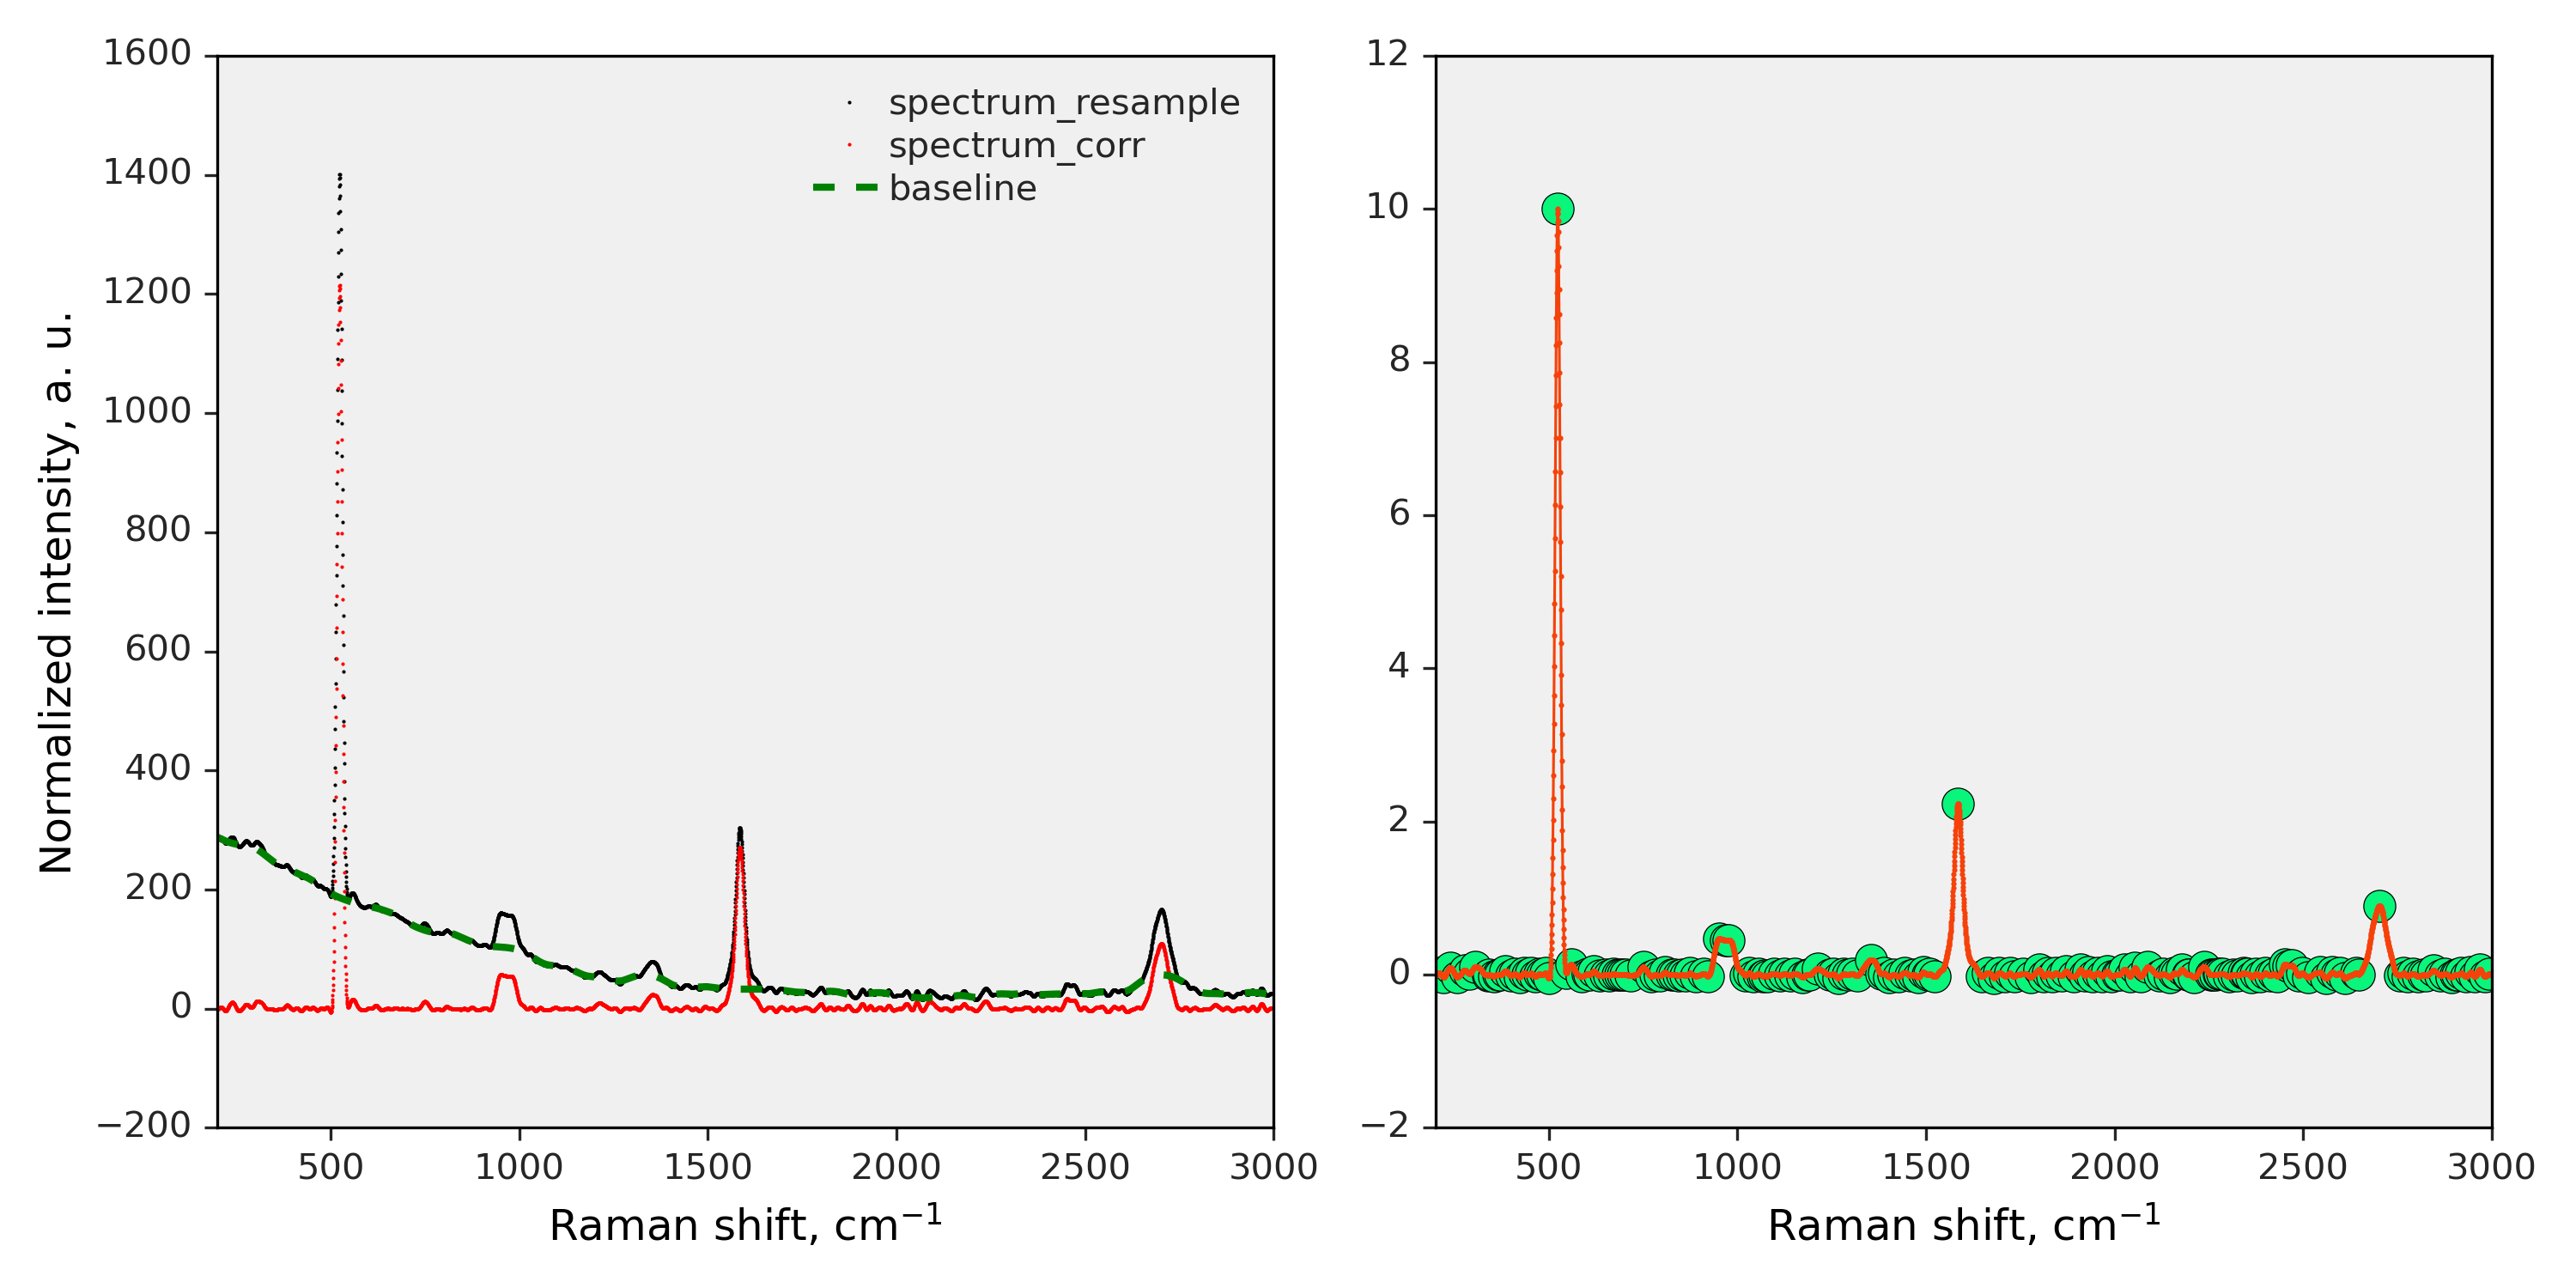 1600
1400
1200
1000
800
600
400
200
0
−200
Normalized intensity, a. u.
spectrum_resample
spectrum_corr
baseline
500 1000 1500 2000 2500 3000
Raman shift, cm⁻¹
12
10
8
6
4
2
0
−2
500 1000 1500 2000 2500 3000
Raman shift, cm⁻¹